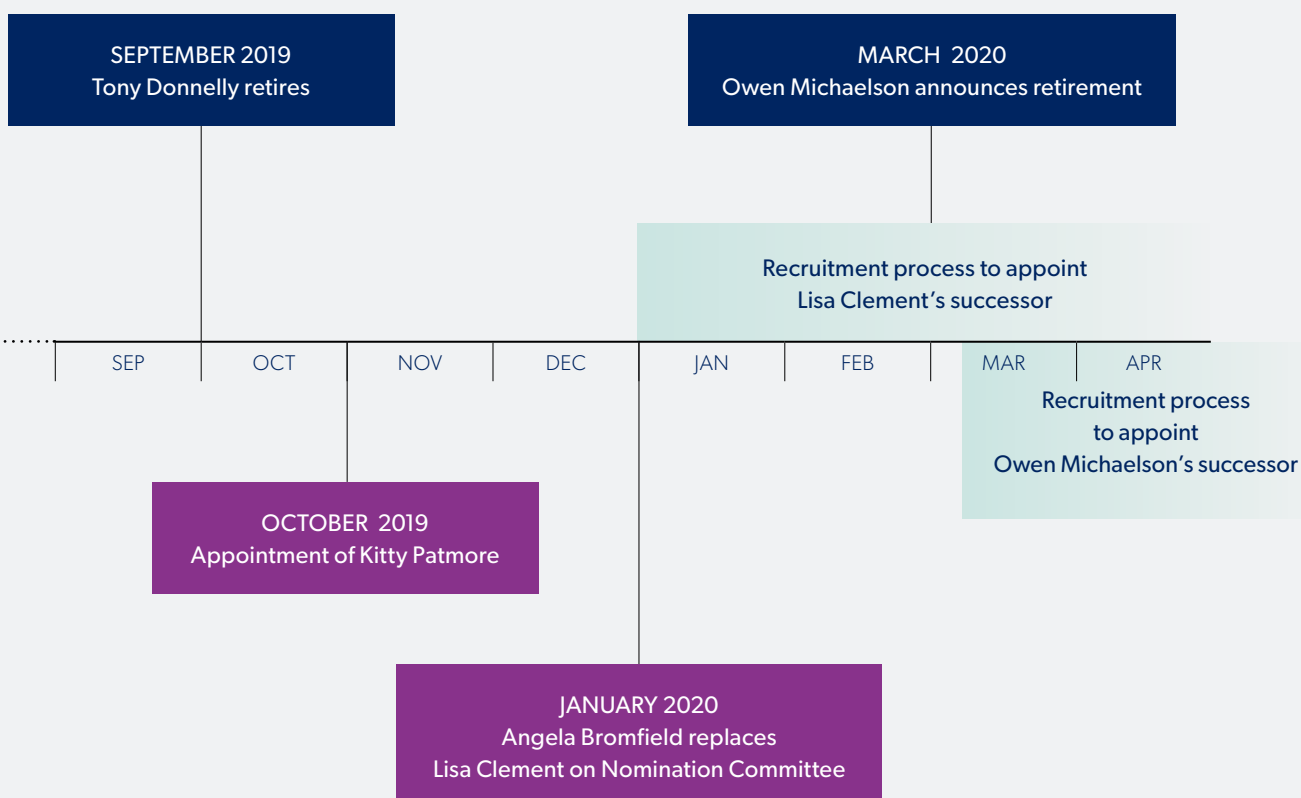 SEPTEMBER 2019
Tony Donnelly retires
MARCH 2020
Owen Michaelson announces retirement
Recruitment process to appoint
Lisa Clement’s successor
SEP OCT NOV DEC JAN FEB MAR APR
Recruitment process
to appoint
Owen Michaelson’s successor
OCTOBER 2019
Appointment of Kitty Patmore
JANUARY 2020
Angela Bromfield replaces
Lisa Clement on Nomination Committee